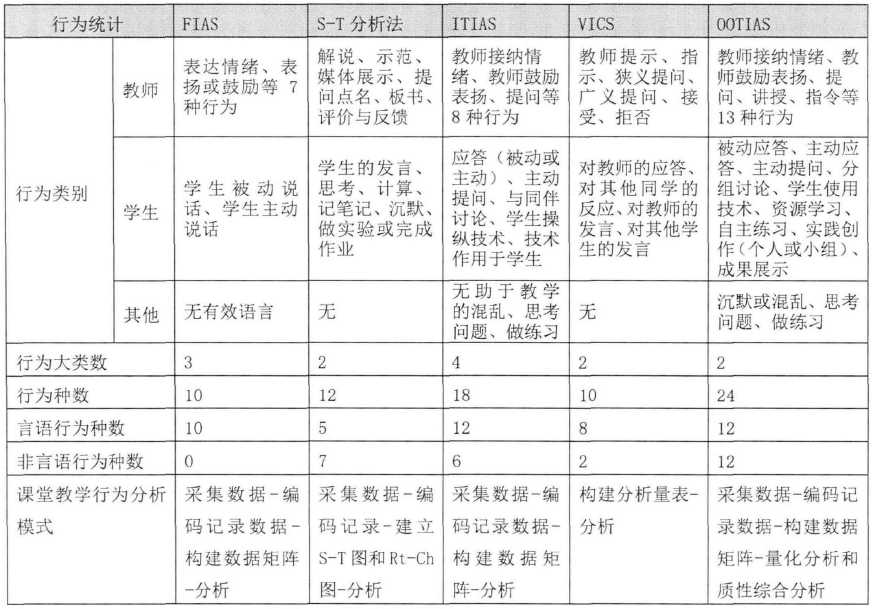 行为统计 FIAS S-T 分析法 ITIAS VICS OOTIAS
行为类别
教师
表达情绪、表
扬或鼓励等 7
种行为
解说、示范、
媒体展示、提
问点名、板书、
评价与反馈
教师接纳情
绪、教师鼓励
表扬、提问等
8 种行为
教师提示、指
示、狭义提问、
广义提问、接
受、拒否
教师接纳情绪、教
师鼓励表扬、提
问、讲授、指令等
13 种行为
学生
学生被动说
话、学生主动
说话
学生的发言、
思考、计算、
记笔记、沉默、
做实验或完成
作业
应答（被动或
主动）、主动
提问、与同伴
讨论、学生操
纵技术、技术
作用于学生
对教师的应答、
对其他同学的
反应、对教师的
发言、对其他学
生的发言
被动应答、主动应
答、主动提问、分
组讨论、学生使用
技术、资源学习、
自主练习、实践创
作(个人或小组)、
成果展示
其他
无有效语言
无
无助于教学
的混乱、思考
问题、做练习
无
沉默或混乱、思考
问题、做练习
行为大类数 3 2 4 2 2
行为种数 10 12 18 10 24
言语行为种数 10 5 12 8 12
非言语行为种数 0 7 6 2 12
课堂教学行为分析
模式
采集数据-编
码记录数据-
构建数据矩阵
-分析
采集数据-编
码记录-建立
S-T 图和 Rt-Ch
图-分析
采集数据-编
码记录数据-
构建数据矩
阵-分析
构建分析量表-
分析
采集数据-编码记
录数据-构建数据
矩阵-量化分析和
质性综合分析